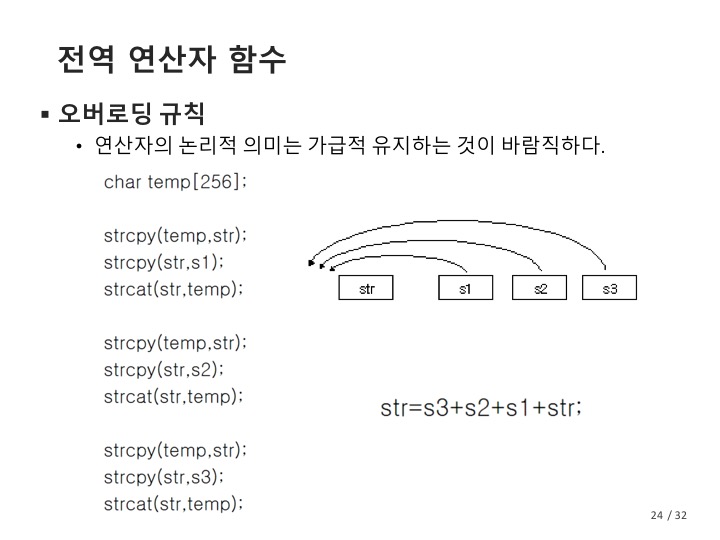 전역 연산자 함수
▪ 오버로딩 규칙
• 연산자의 논리적 의미는 가급적 유지하는 것이 바람직하다.
char temp[256];
strcpy(temp,str);
strcpy(str,s1);
strcat(str,temp);
strcpy(temp,str);
strcpy(str,s2);
strcat(str,temp);
strcpy(temp,str);
strcpy(str,s3);
strcat(str,temp);
str s1 s2 s3
str=s3+s2+s1+str;
24 / 32